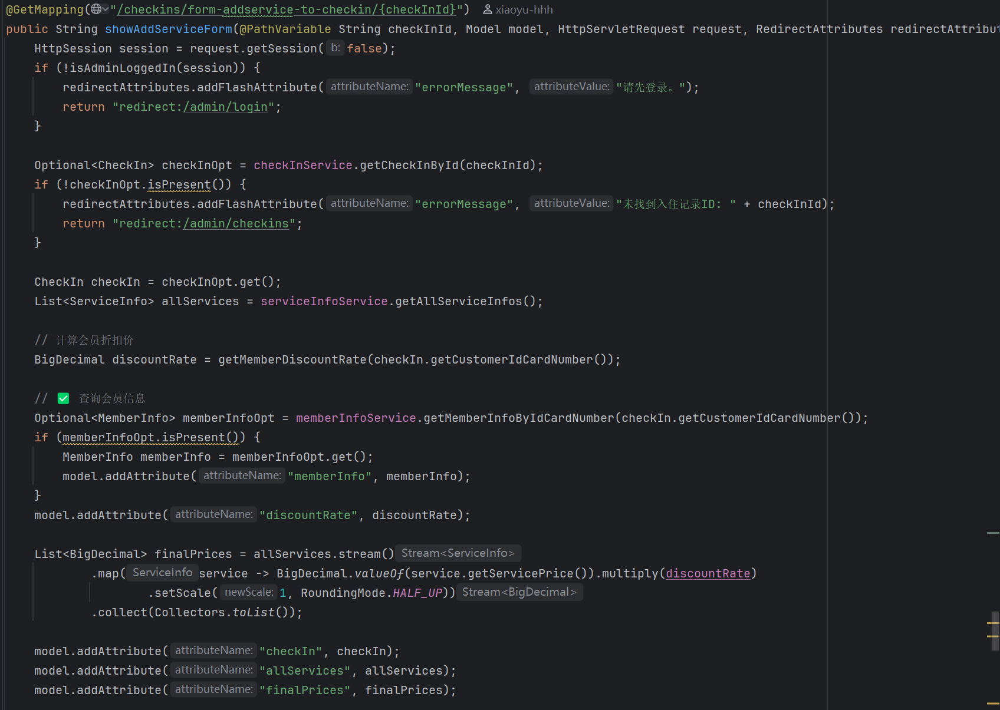 @GetMapping("/checkins/form-addservice-to-checkin/{checkInId}") xiaoyu-hhh
public String showAddServiceForm(@PathVariable String checkInId, Model model, HttpServletRequest request, RedirectAttributes redirectAttribut
HttpSession session = request.getSession( b: false);
if (!isAdminLoggedIn(session)) {
redirectAttributes.addFlashAttribute( attributeName: "errorMessage", attributeValue: "请先登录。");
return "redirect:/admin/login";
}
Optional<CheckIn> checkInOpt = checkInService.getCheckInById(checkInId);
if (!checkInOpt.isPresent()) {
redirectAttributes.addFlashAttribute( attributeName: "errorMessage", attributeValue: "未找到入住记录ID: " + checkInId);
return "redirect:/admin/checkins";
}
CheckIn checkIn = checkInOpt.get();
List<ServiceInfo> allServices = serviceInfoService.getAllServiceInfos();
// 计算会员折扣价
BigDecimal discountRate = getMemberDiscountRate(checkIn.getCustomerIdCardNumber());
// ✅ 查询会员信息
Optional<MemberInfo> memberInfoOpt = memberInfoService.getMemberInfoByIdCardNumber(checkIn.getCustomerIdCardNumber());
if (memberInfoOpt.isPresent()) {
MemberInfo memberInfo = memberInfoOpt.get();
model.addAttribute( attributeName: "memberInfo", memberInfo);
}
model.addAttribute( attributeName: "discountRate", discountRate);
List<BigDecimal> finalPrices = allServices.stream() Stream<ServiceInfo>
.map( ServiceInfo service -> BigDecimal.valueOf(service.getServicePrice()).multiply(discountRate)
.setScale( newScale: 1, RoundingMode.HALF_UP)) Stream<BigDecimal>
.collect(Collectors.toList());
model.addAttribute( attributeName: "checkIn", checkIn);
model.addAttribute( attributeName: "allServices", allServices);
model.addAttribute( attributeName: "finalPrices", finalPrices);